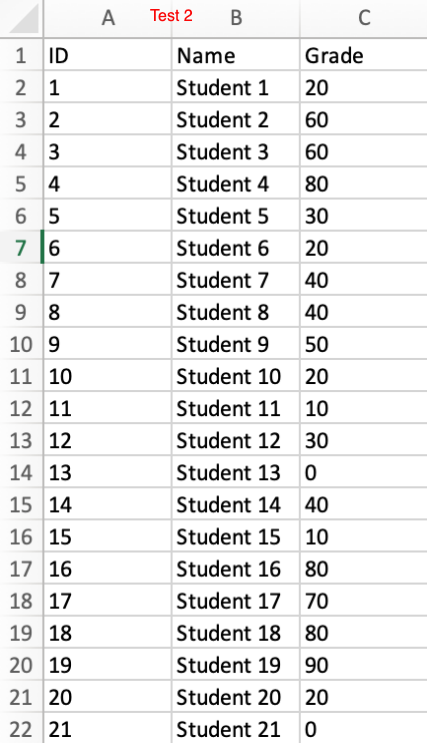 A Test 2 B C
1 ID Name Grade
2 1 Student 1 20
3 2 Student 2 60
4 3 Student 3 60
5 4 Student 4 80
6 5 Student 5 30
7 6 Student 6 20
8 7 Student 7 40
9 8 Student 8 40
10 9 Student 9 50
11 10 Student 10 20
12 11 Student 11 10
13 12 Student 12 30
14 13 Student 13 0
15 14 Student 14 40
16 15 Student 15 10
17 16 Student 16 80
18 17 Student 17 70
19 18 Student 18 80
20 19 Student 19 90
21 20 Student 20 20
22 21 Student 21 0